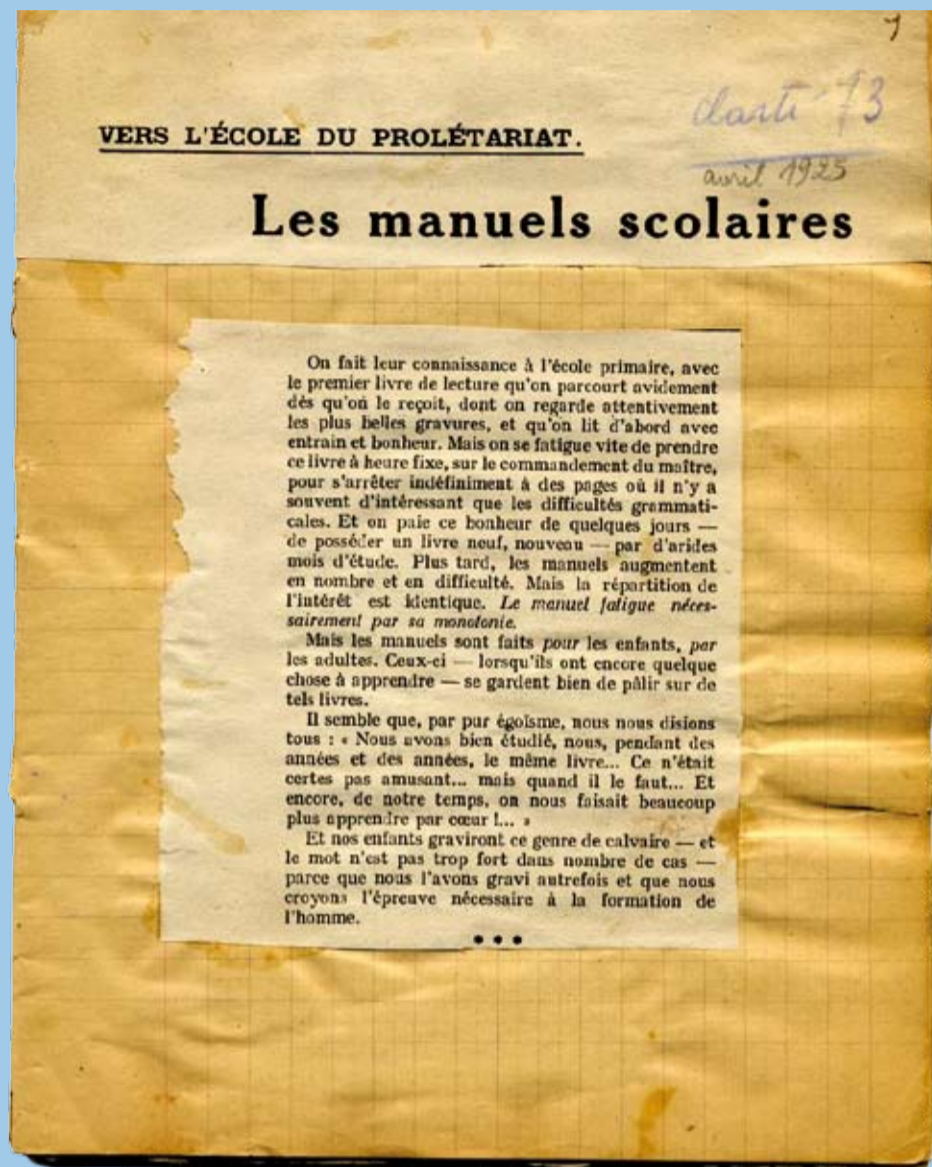 1
clarté 73
VERS L'ÉCOLE DU PROLÉTARIAT.
avril 1925
Les manuels scolaires
On fait leur connaissance à l'école primaire, avec
le premier livre de lecture qu'on parcourt avidement
dès qu'on le reçoit, dont on regarde attentivement
les plus belles gravures, et qu'on lit d'abord avec
entrain et bonheur. Mais on se fatigue vite de prendre
ce livre à heure fixe, sur le commandement du maître,
pour s'arrêter indéfiniment à des pages où il n'y a
souvent d'intéressant que les difficultés grammati-
cales. Et on paie ce bonheur de quelques jours —
de posséder un livre neuf, nouveau — par d'arides
mois d'étude. Plus tard, les manuels augmentent
en nombre et en difficulté. Mais la répartition de
l'intérêt est identique. Le manuel fatigue néces-
sairement par sa monotonie.
Mais les manuels sont faits pour les enfants, par
les adultes. Ceux-ci — lorsqu'ils ont encore quelque
chose à apprendre — se gardent bien de pâlir sur de
tels livres.
Il semble que, par pur égoïsme, nous nous disions
tous : « Nous avons bien étudié, nous, pendant des
années et des années, le même livre... Ce n'était
certes pas amusant... mais quand il le faut... Et
encore, de notre temps, on nous faisait beaucoup
plus apprendre par cœur !... »
Et nos enfants graviront ce genre de calvaire — et
le mot n'est pas trop fort dans nombre de cas —
parce que nous l'avons gravi autrefois et que nous
croyons l'épreuve nécessaire à la formation de
l'homme.
• • •